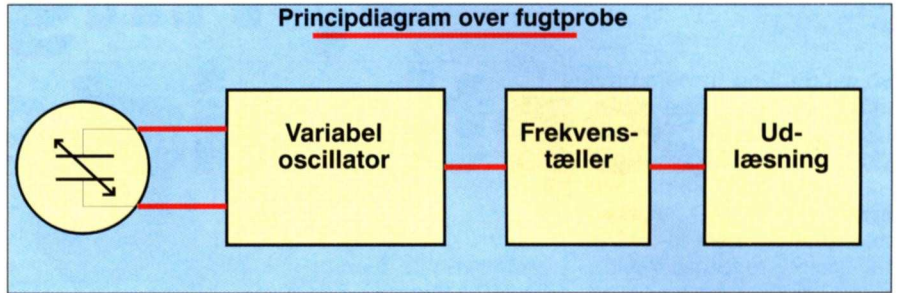 Principdiagram over fugtprobe
Variabel
oscillator
Frekvens-
tæller
Ud-
læsning